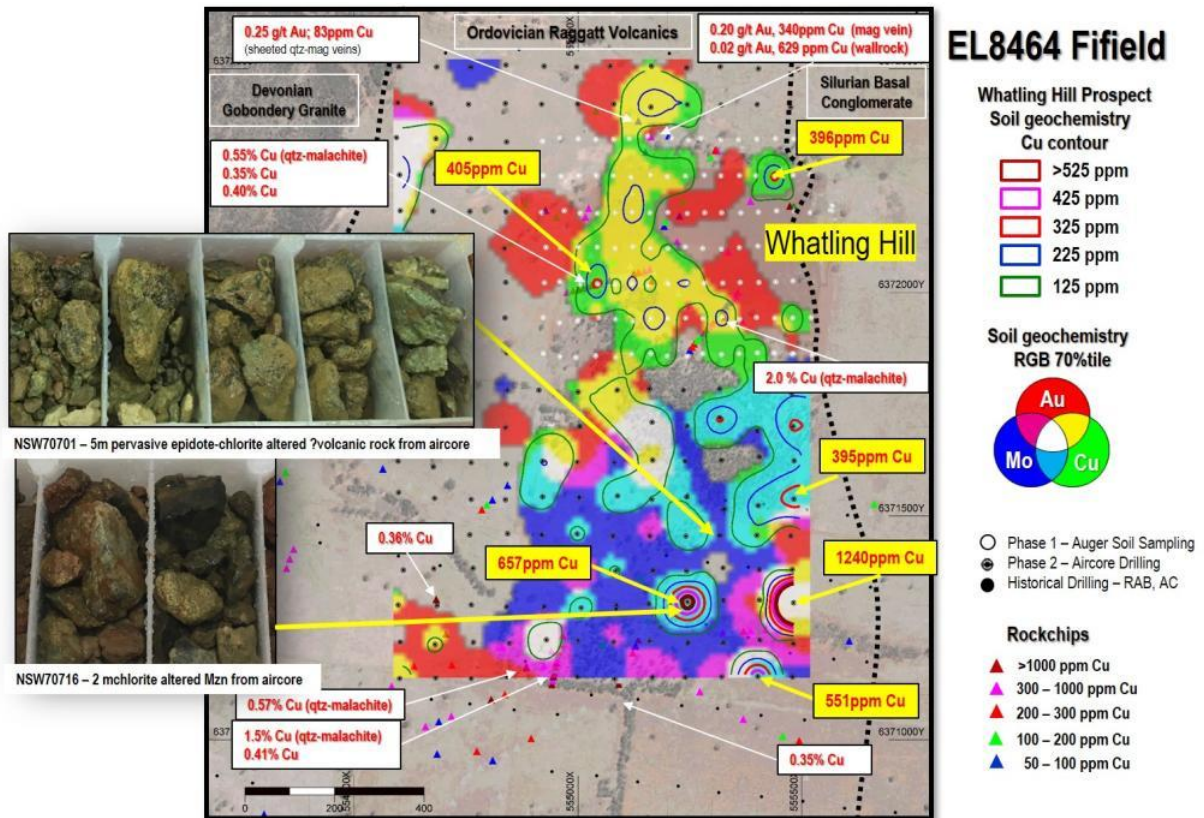 0.25 g/t Au; 83ppm Cu
(sheeted qtz-mag veins)
Ordovician Raggatt Volcanics
0.20 g/t Au, 340ppm Cu (mag vein)
0.02 g/t Au, 629 ppm Cu (wallrock)
EL8464 Fifield
Devonian
Gobondery Granite
Silurian Basal
Conglomerate
Whatling Hill Prospect
Soil geochemistry
Cu contour
>525 ppm
425 ppm
325 ppm
225 ppm
125 ppm
0.55% Cu (qtz-malachite)
0.35% Cu
0.40% Cu
405ppm Cu
396ppm Cu
Whatling Hill
6372000Y
Soil geochemistry
RGB 70%tile
Au
Mo
Cu
2.0 % Cu (qtz-malachite)
NSW70701 – 5m pervasive epidote-chlorite altered ?volcanic rock from aircore
395ppm Cu
6371500Y
0.36% Cu
657ppm Cu
1240ppm Cu
Phase 1 – Auger Soil Sampling
Phase 2 – Aircore Drilling
Historical Drilling – RAB, AC
NSW70716 – 2 mchlorite altered Mzn from aircore
Rockchips
>1000 ppm Cu
300 – 1000 ppm Cu
200 – 300 ppm Cu
100 – 200 ppm Cu
50 – 100 ppm Cu
0.57% Cu (qtz-malachite)
1.5% Cu (qtz-malachite)
0.41% Cu
551ppm Cu
6371000Y
0.35% Cu
555000X
555500X
0
200
400